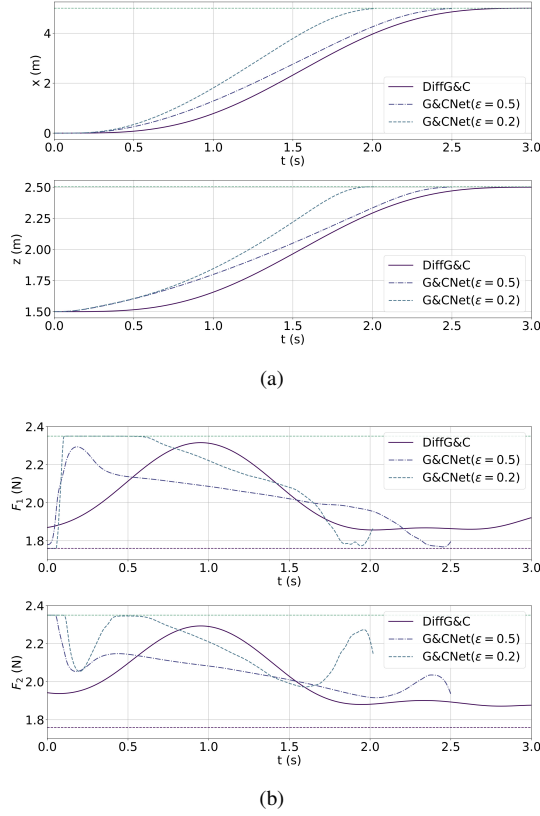 4
2
0
x (m)
DiffG&C
G&CNet(ε = 0.5)
G&CNet(ε = 0.2)
0.0 0.5 1.0 1.5 2.0 2.5 3.0
t (s)
2.50
2.25
2.00
1.75
1.50
z (m)
DiffG&C
G&CNet(ε = 0.5)
G&CNet(ε = 0.2)
0.0 0.5 1.0 1.5 2.0 2.5 3.0
t (s)
(a)
2.4
2.2
2.0
1.8
F1 (N)
DiffG&C
G&CNet(ε = 0.5)
G&CNet(ε = 0.2)
0.0 0.5 1.0 1.5 2.0 2.5 3.0
t (s)
2.4
2.2
2.0
1.8
F2 (N)
DiffG&C
G&CNet(ε = 0.5)
G&CNet(ε = 0.2)
0.0 0.5 1.0 1.5 2.0 2.5 3.0
t (s)
(b)